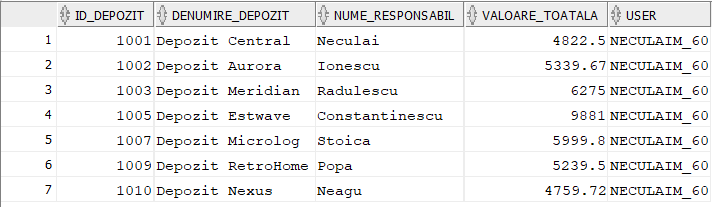 ID_DEPOZIT DENUMIRE_DEPOZIT NUME_RESPONSABIL VALOARE_TOATALA USER
1 1001 Depozit Central Neculai 4822.5 NECULAIM_60
2 1002 Depozit Aurora Ionescu 5339.67 NECULAIM_60
3 1003 Depozit Meridian Radulescu 6275 NECULAIM_60
4 1005 Depozit Estwave Constantinescu 9881 NECULAIM_60
5 1007 Depozit Microlog Stoica 5999.8 NECULAIM_60
6 1009 Depozit RetroHome Popa 5239.5 NECULAIM_60
7 1010 Depozit Nexus Neagu 4759.72 NECULAIM_60